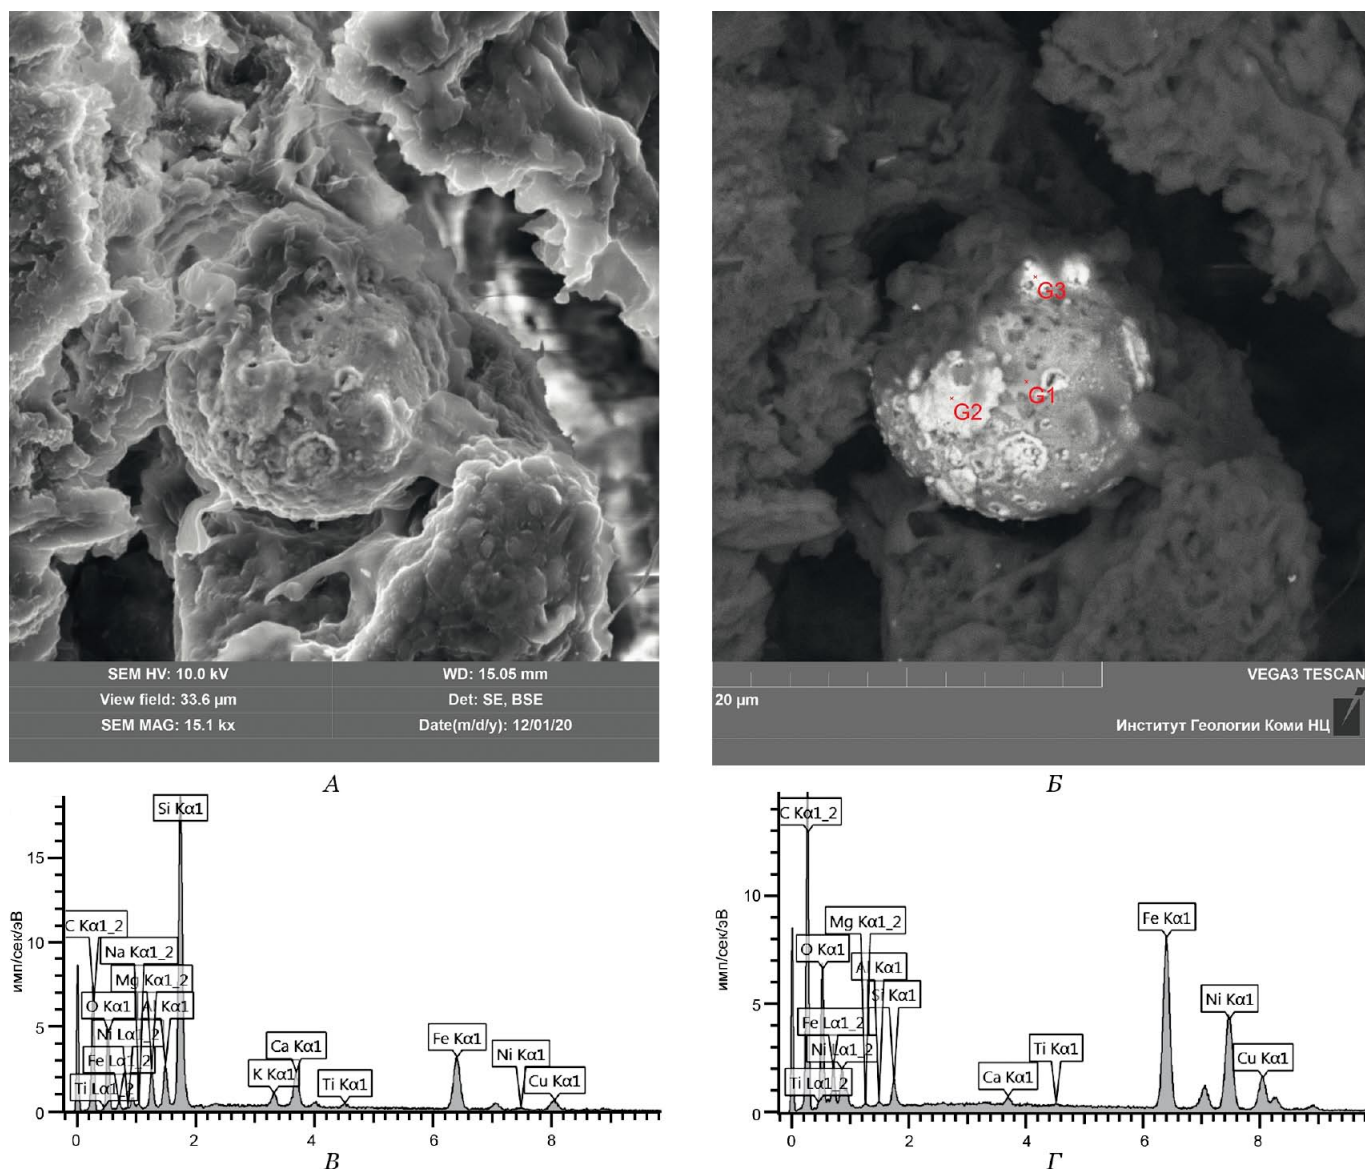 G3
G1
G2
SEM HV: 10.0 kV
WD: 15.05 mm
View field: 33.6 µm
Det: SE, BSE
SEM MAG: 15.1 kx
Date(m/d/y): 12/01/20
VEGA3 TESCAN
20 µm
Институт Геологии Коми НЦ
А
Б
Si Kα1
15
C Kα1_2
10
Na Kα1_2
Mg Kα1_2
O Kα1
Al Kα1
5
Ni Lα1_2
Fe Lα1_2
Ti Lα1_2
K Kα1
Ca Kα1
Ti Kα1
Fe Kα1
Ni Kα1
Cu Kα1
0
имп/сек/эВ
0 2 4 6 8
В
C Kα1_2
10
Mg Kα1_2
O Kα1
Al Kα1
Si Kα1
5
Fe Lα1_2
Ni Lα1_2
Ti Lα1_2
Ca Kα1
Ti Kα1
Fe Kα1
Ni Kα1
Cu Kα1
0
имп/сек/эВ
0 2 4 6 8
Г